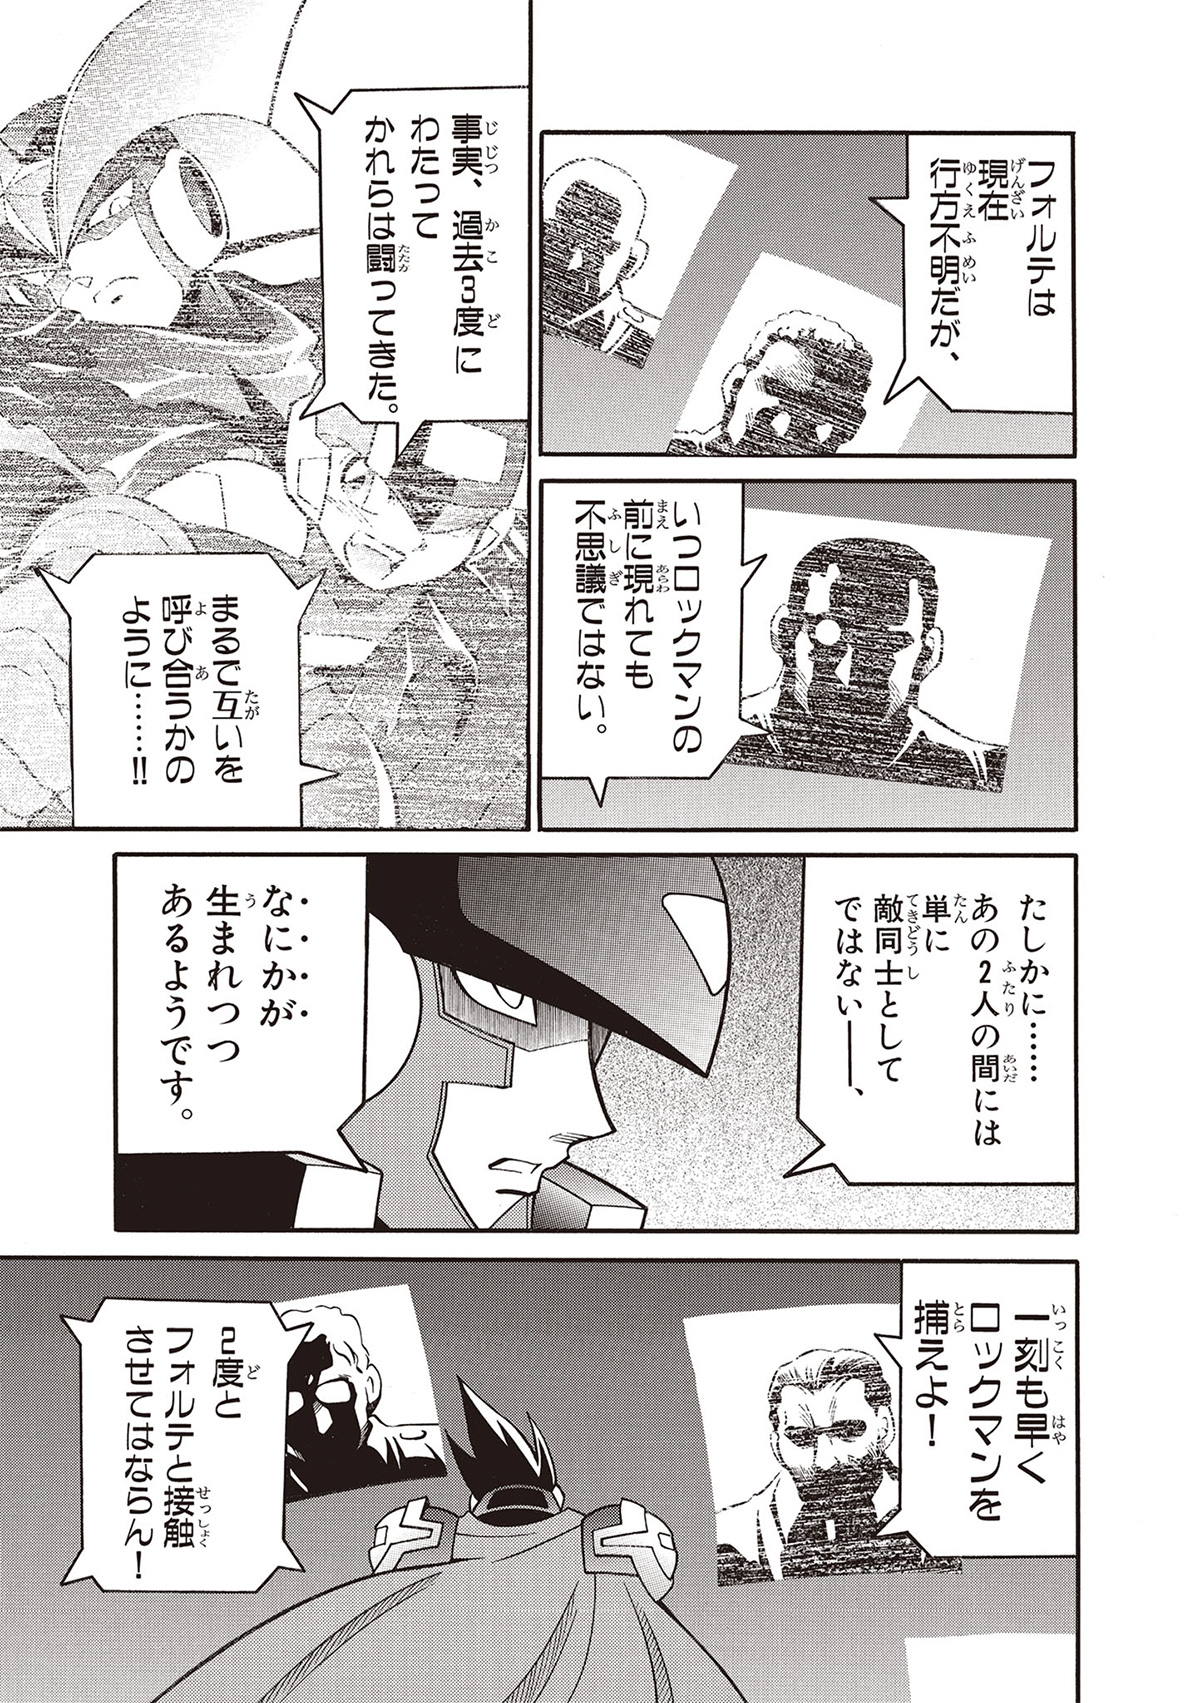 フォルテは
現在
行方不明だが、
いつロックマンの
前に現れても
不思議ではない。
事実、過去3度に
わたって
かれらは闘ってきた。
まるで互いを
呼び合うかの
ように……!!
たしかに……
あの2人の間には
単に
敵同士として
ではない――、
なにかが
生まれつつ
あるようです。
一刻も早く
ロックマンを
捕えよ!
2度と
フォルテと接触
させてはならん!